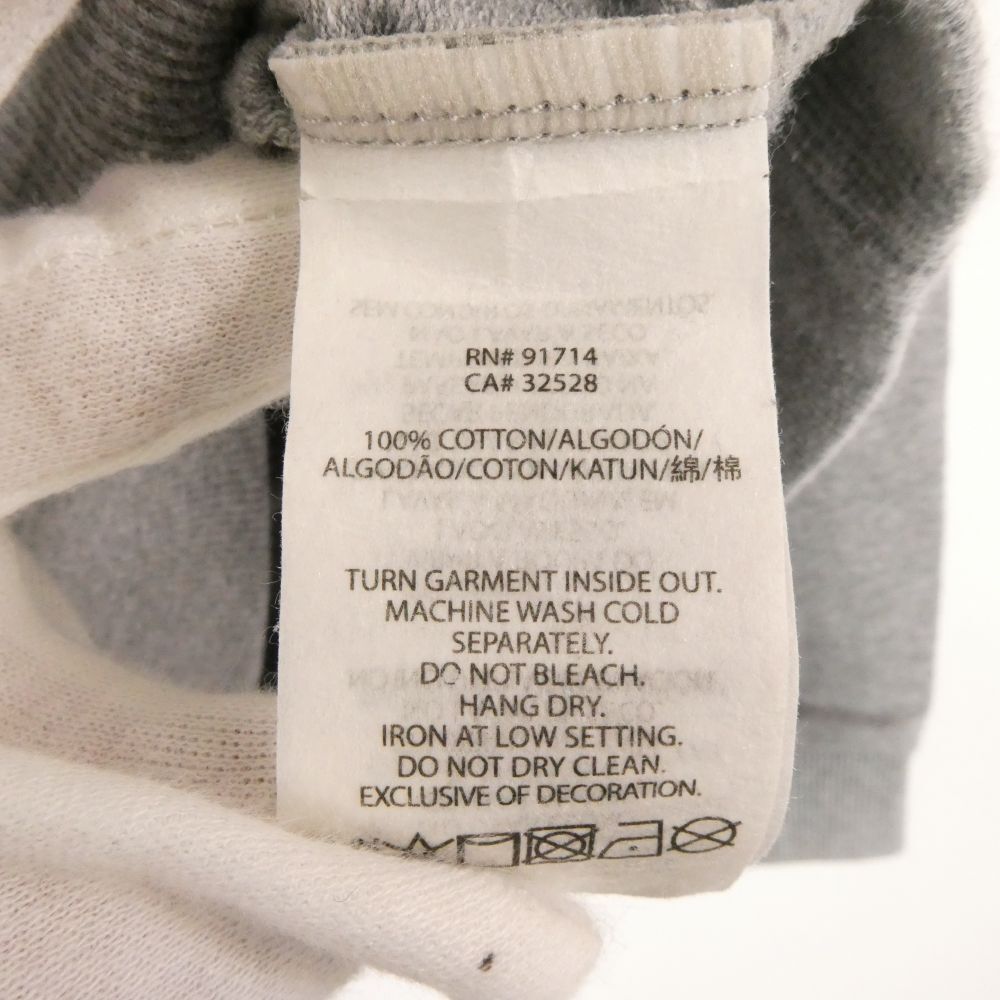 RN# 91714
CA# 32528
100% COTTON/ALGODÓN/
ALGODÃO/COTON/KATUN/綿/棉
TURN GARMENT INSIDE OUT.
MACHINE WASH COLD
SEPARATELY.
DO NOT BLEACH.
HANG DRY.
IRON AT LOW SETTING.
DO NOT DRY CLEAN.
EXCLUSIVE OF DECORATION.